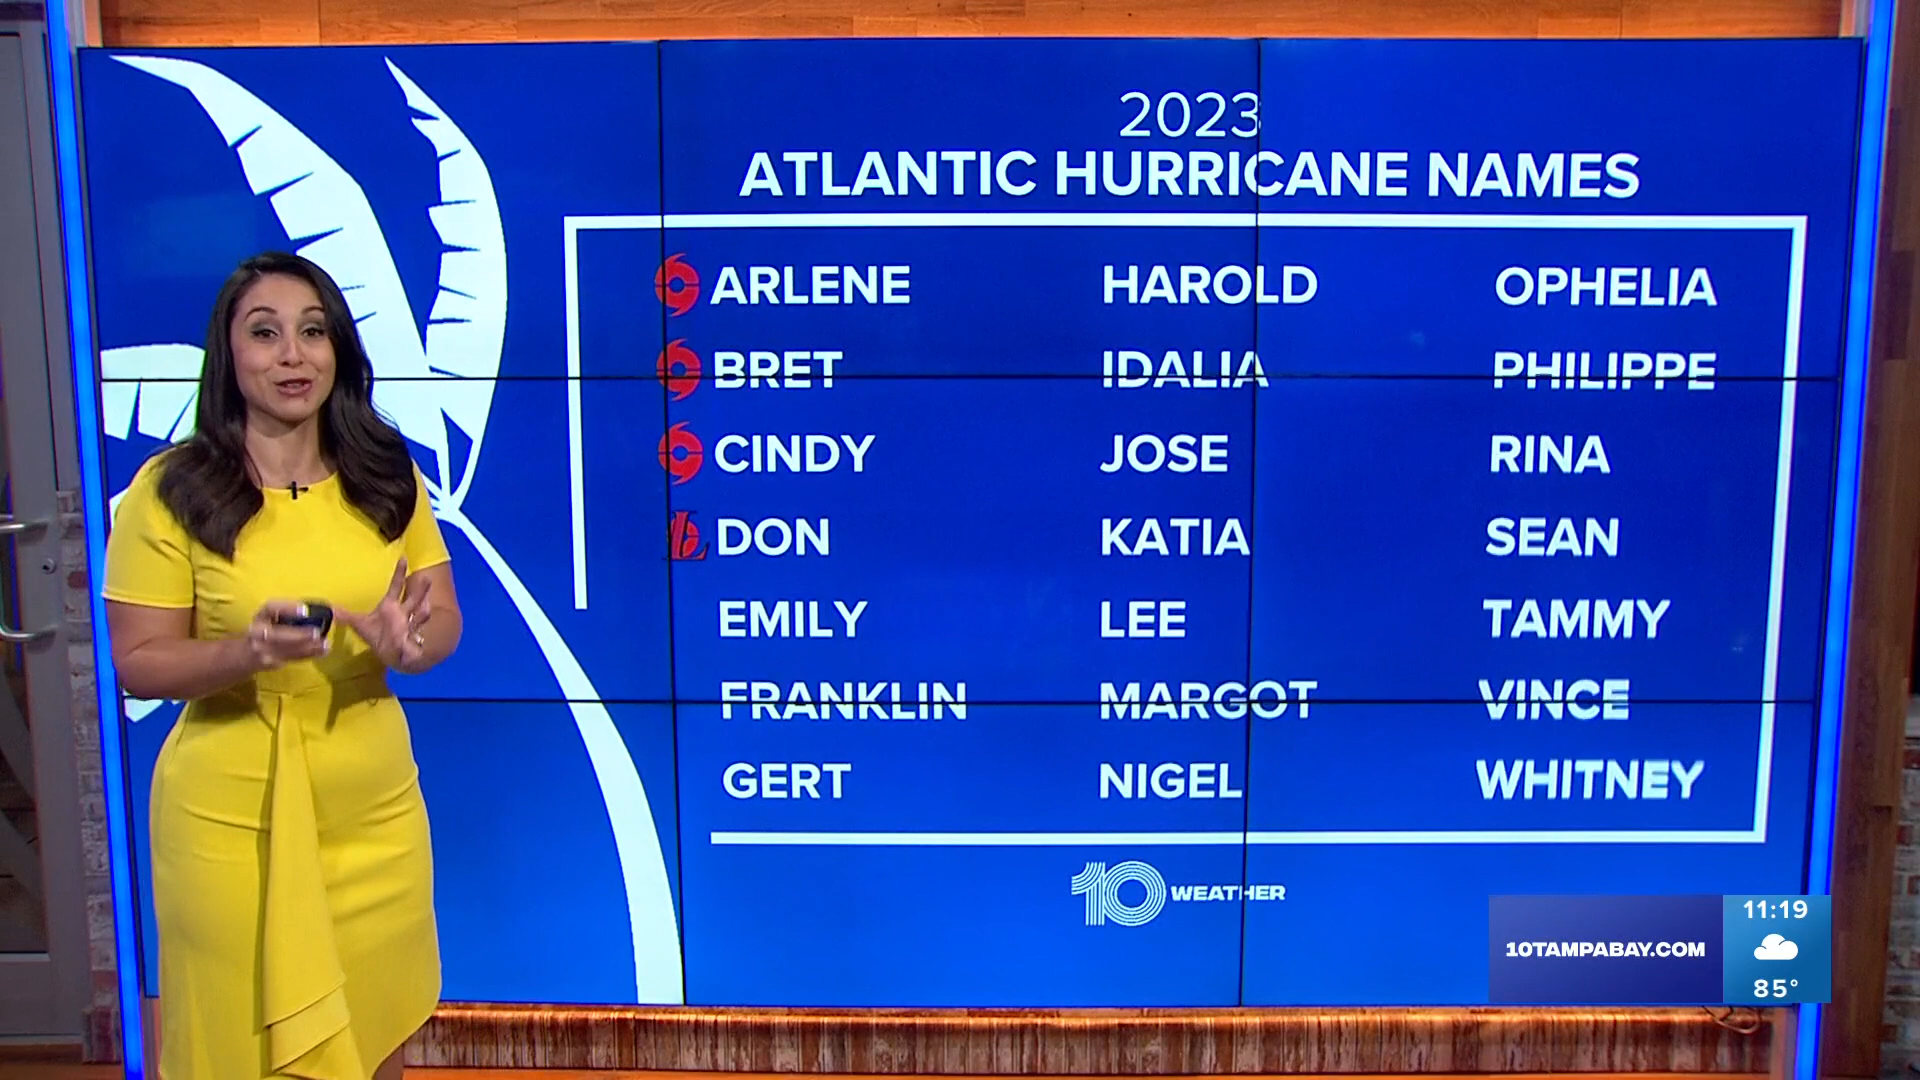 2023
ATLANTIC HURRICANE NAMES
ARLENE
BRET
CINDY
DON
EMILY
FRANKLIN
GERT
HAROLD
IDALIA
JOSE
KATIA
LEE
MARGOT
NIGEL
OPHELIA
PHILIPPE
RINA
SEAN
TAMMY
VINCE
WHITNEY
10 WEATHER
10TAMPABAY.COM
11:19
85°